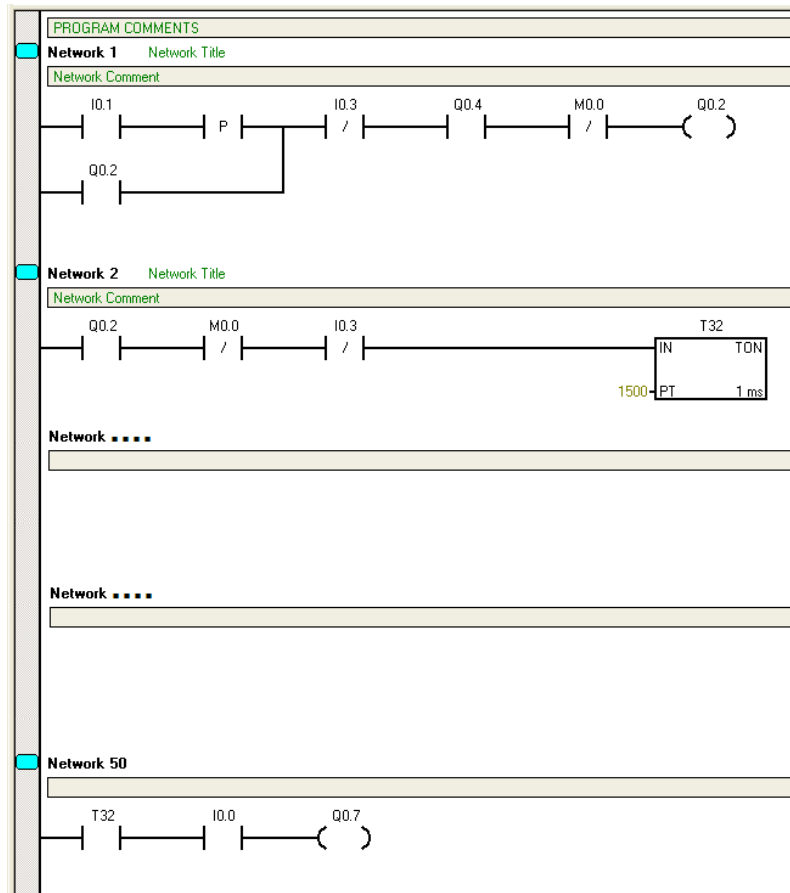 PROGRAM COMMENTS
Network 1 Network Title
Network Comment
I0.1 I0.3 Q0.4 M0.0 Q0.2
P / /
Q0.2
Network 2 Network Title
Network Comment
Q0.2 M0.0 I0.3 T32
/ / IN TON
1500 PT 1 ms
Network ....
Network ....
Network 50
T32 I0.0 Q0.7